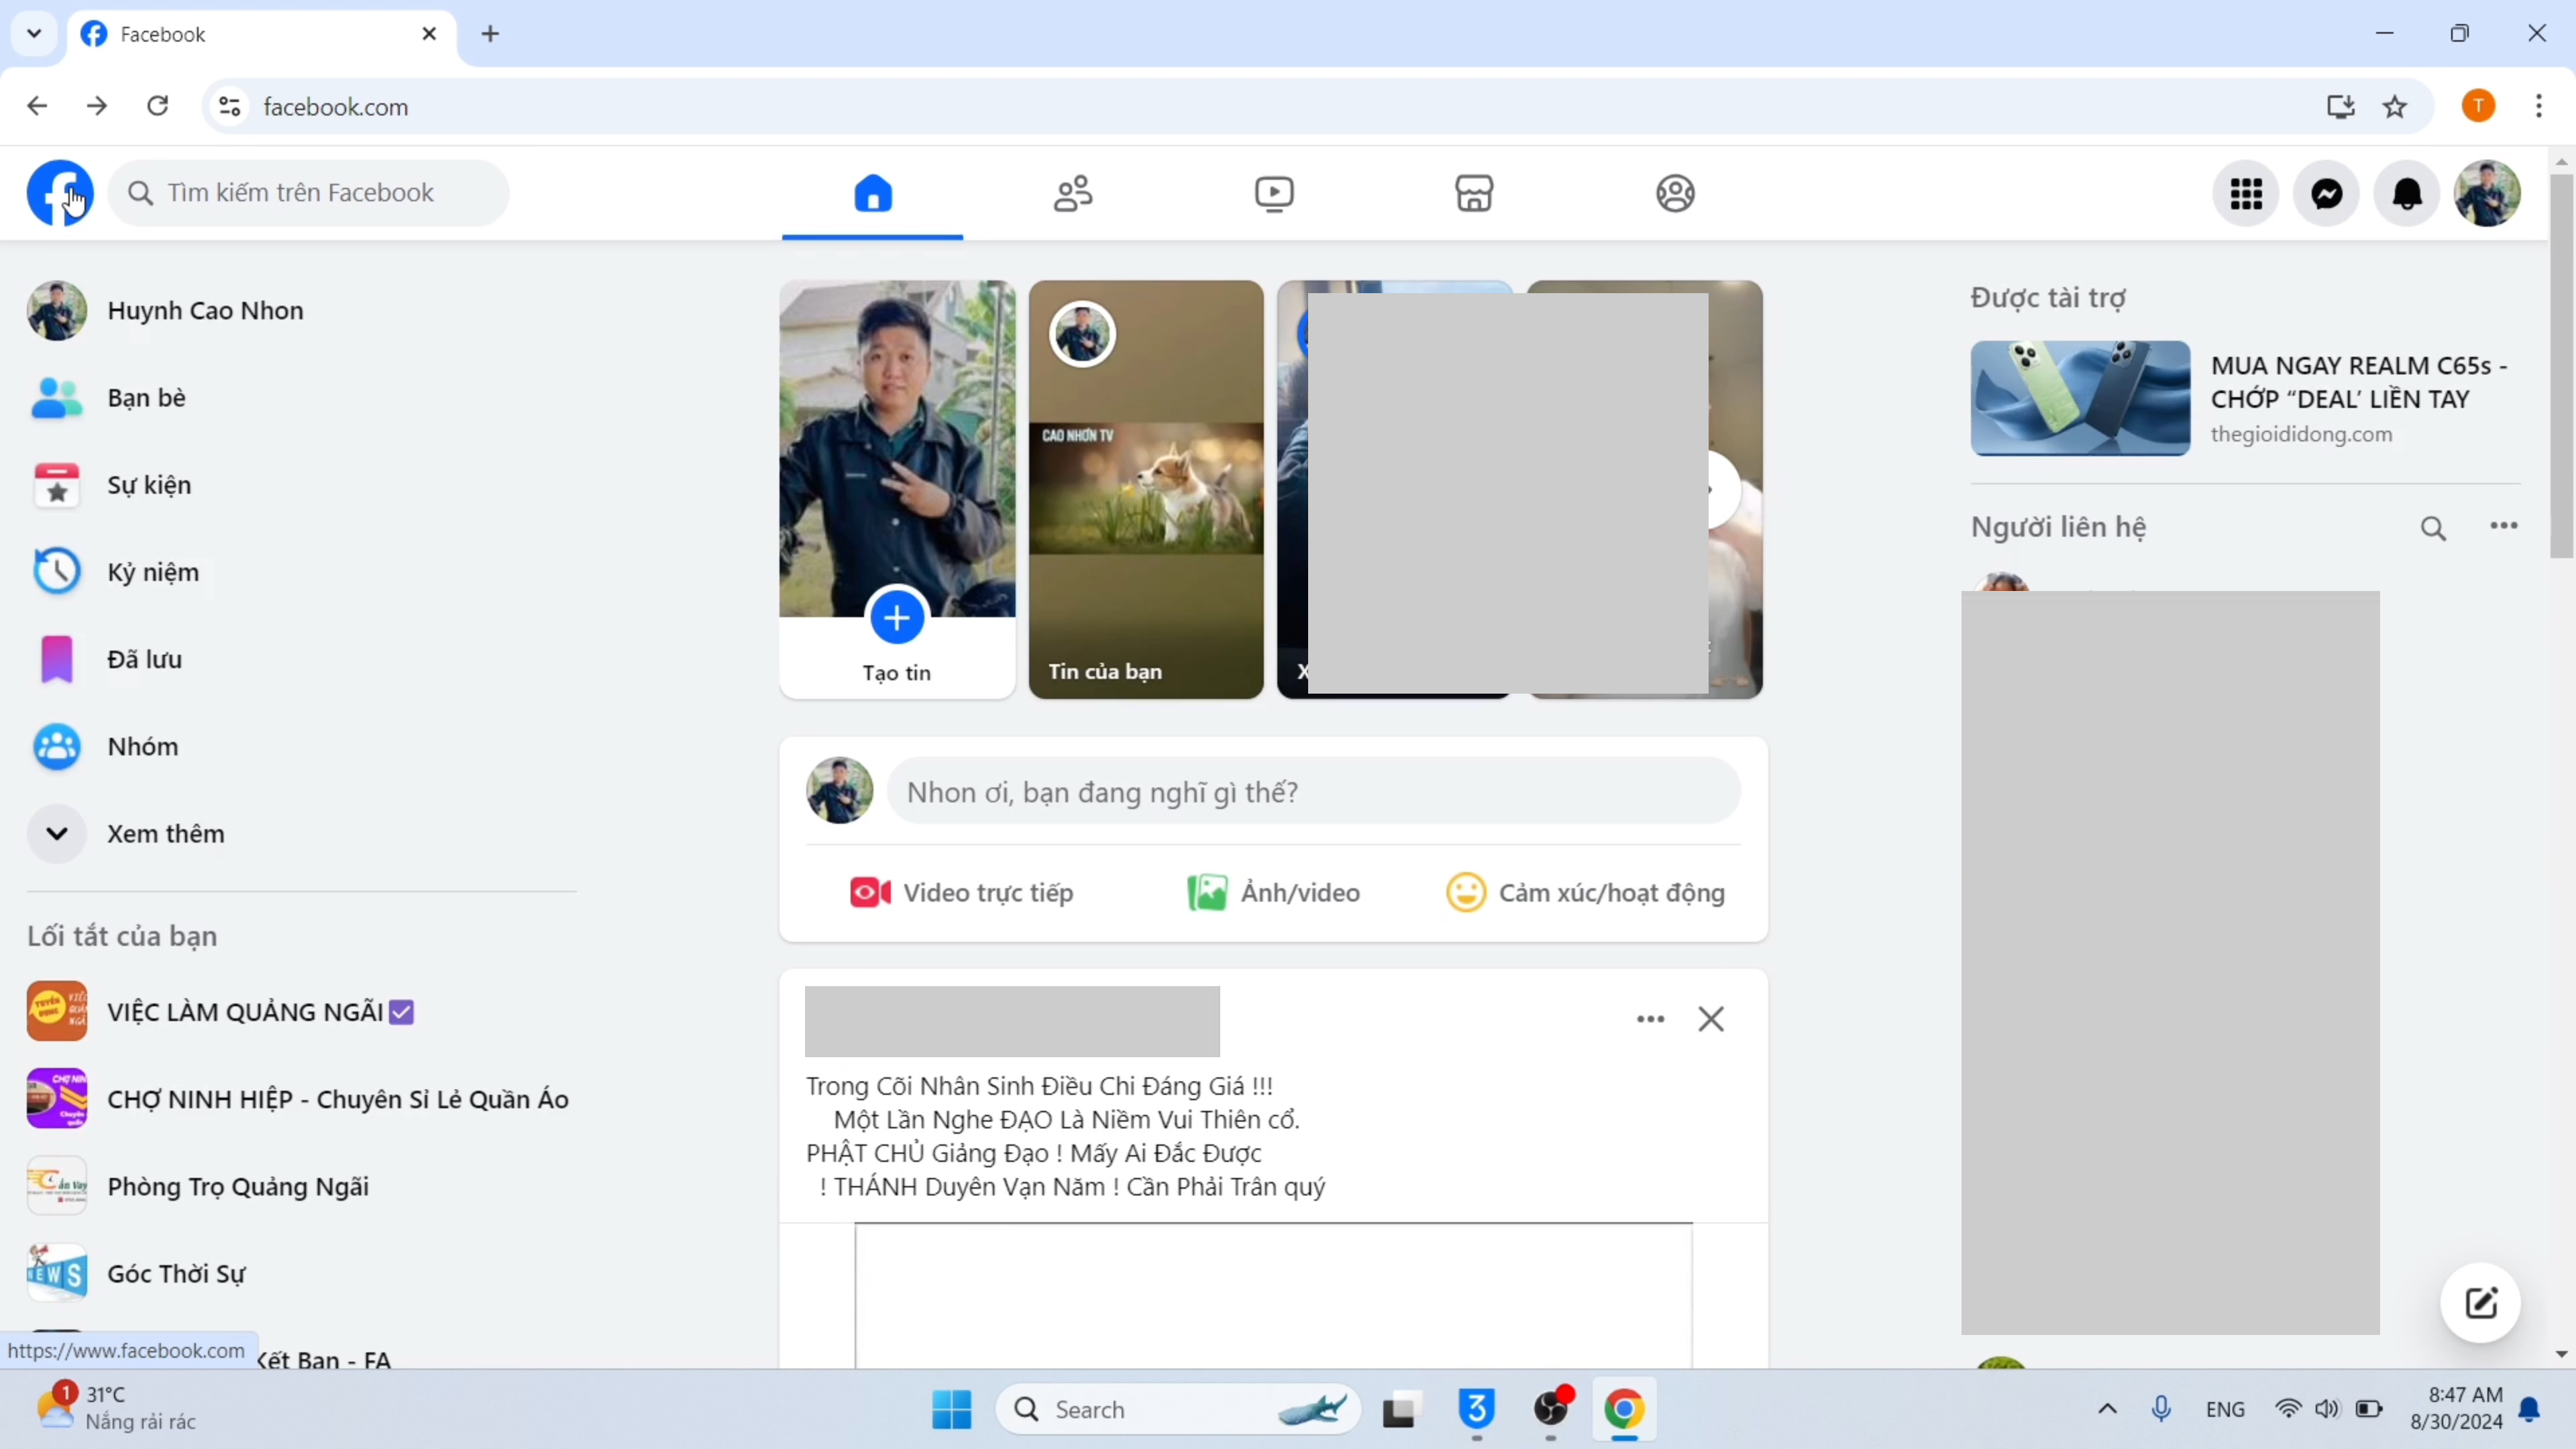 Facebook
facebook.com
Tìm kiếm trên Facebook
Huynh Cao Nhon
Bạn bè
Sự kiện
Kỷ niệm
Đã lưu
Nhóm
Xem thêm
Lối tắt của bạn
VIỆC LÀM QUẢNG NGÃI
CHỢ NINH HIỆP - Chuyên Sỉ Lẻ Quần Áo
Phòng Trọ Quảng Ngãi
Góc Thời Sự
Kết Bạn - FA
https://www.facebook.com
CAO NHƠN TV
Tạo tin
Tin của bạn
X
Nhon ơi, bạn đang nghĩ gì thế?
Video trực tiếp
Ảnh/video
Cảm xúc/hoạt động
Trong Cõi Nhân Sinh Điều Chi Đáng Giá !!!
Một Lần Nghe ĐẠO Là Niềm Vui Thiên cổ.
PHẬT CHỦ Giảng Đạo ! Mấy Ai Đắc Được
! THÁNH Duyên Vạn Năm ! Cần Phải Trân quý
Được tài trợ
MUA NGAY REALM C65s -
CHỚP “DEAL’ LIỀN TAY
thegioididong.com
Người liên hệ
T
1
31°C
Nắng rải rác
Search
3
ENG
8:47 AM
8/30/2024